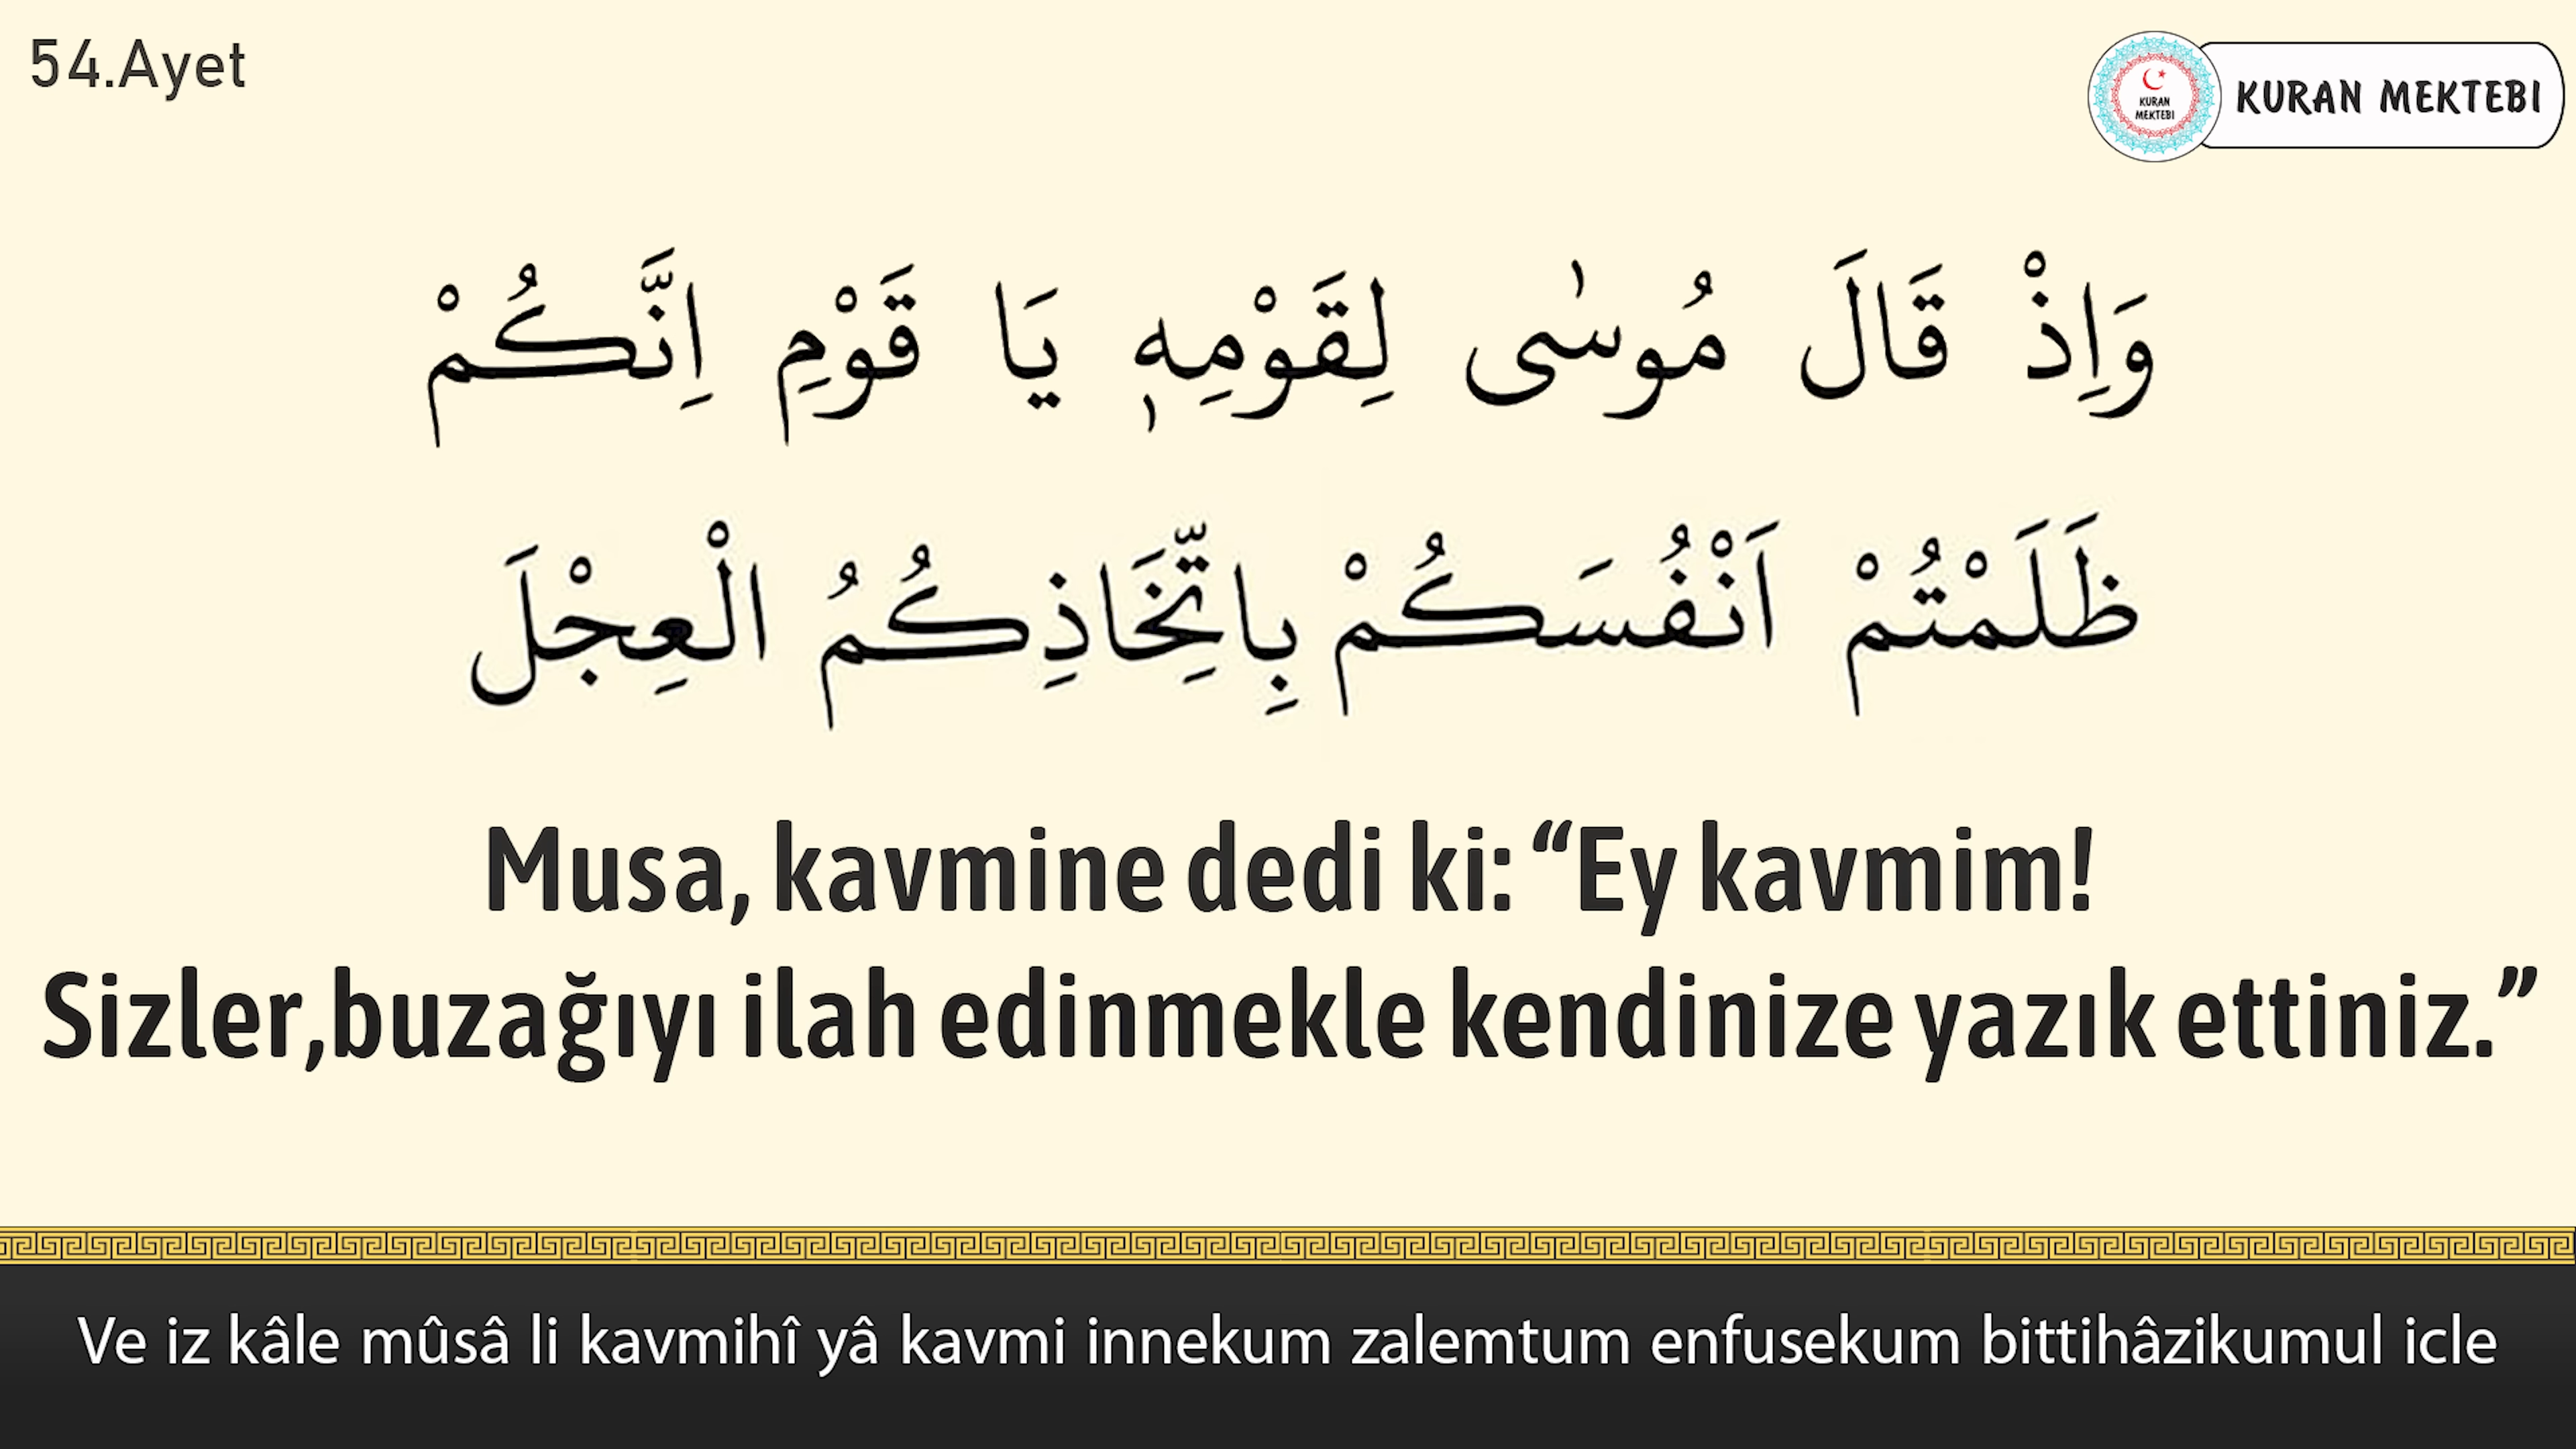 54.Ayet
KURAN
MEKTEBI
KURAN MEKTEBI
وَاِذْ قَالَ مُوسٰى لِقَوْمِهٖ يَا قَوْمِ اِنَّكُمْ
ظَلَمْتُمْ اَنْفُسَكُمْ بِاتِّخَاذِكُمُ الْعِجْلَ
Musa, kavmine dedi ki: “Ey kavmim!
Sizler,buzağıyı ilah edinmekle kendinize yazık ettiniz.”
Ve iz kâle mûsâ li kavmihî yâ kavmi innekum zalemtum enfusekum bittihâzikumul icle